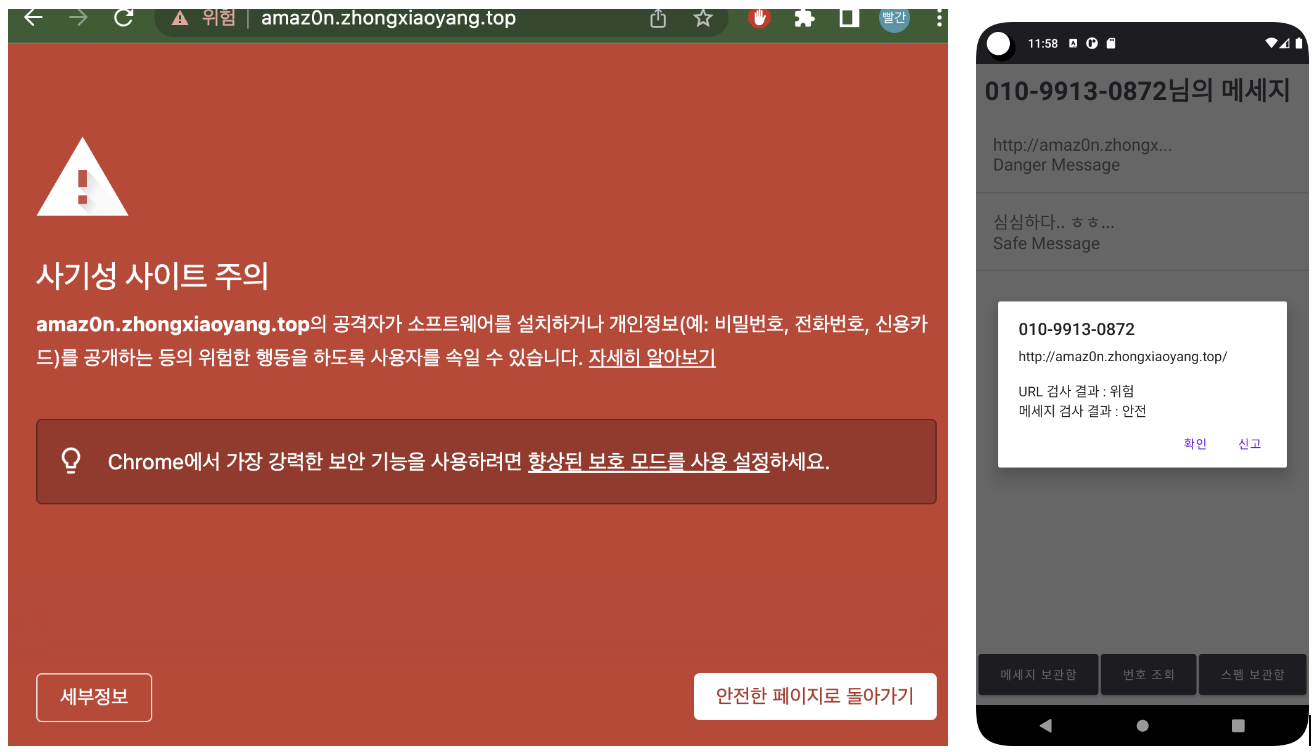 위험 amaz0n.zhongxiaoyang.top 빨간
사기성 사이트 주의
amaz0n.zhongxiaoyang.top의 공격자가 소프트웨어를 설치하거나 개인정보(예: 비밀번호, 전화번호, 신용카
드)를 공개하는 등의 위험한 행동을 하도록 사용자를 속일 수 있습니다. 자세히 알아보기
Chrome에서 가장 강력한 보안 기능을 사용하려면 향상된 보호 모드를 사용 설정하세요.
세부정보
안전한 페이지로 돌아가기
11:58
010-9913-0872님의 메세지
http://amaz0n.zhongx...
Danger Message
심심하다.. ㅎㅎ...
Safe Message
010-9913-0872
http://amaz0n.zhongxiaoyang.top/
URL 검사 결과 : 위험
메세지 검사 결과 : 안전
확인 신고
메세지 보관함 번호 조회 스펨 보관함